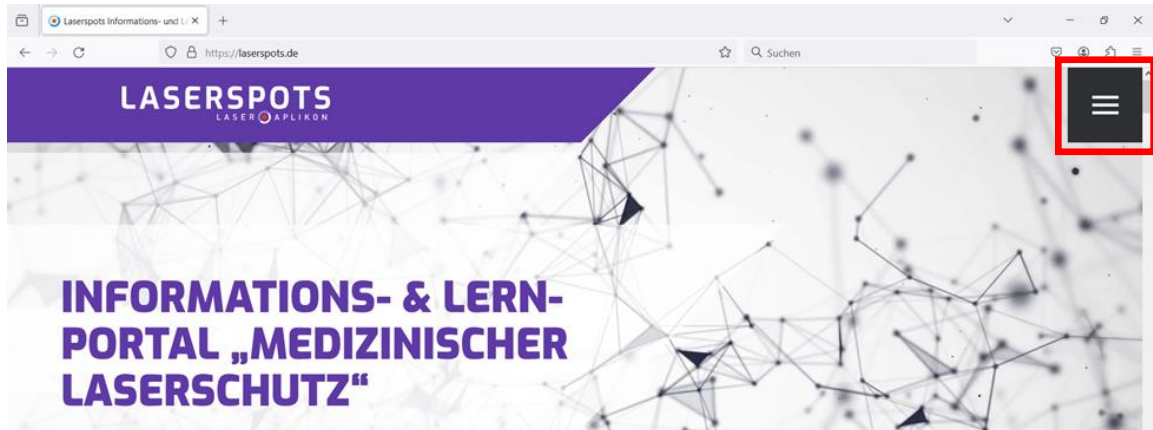 Laserspots Informations- und L
https://laserspots.de
Suchen
LASERSPOTS
LASER APLIKON
INFORMATIONS- & LERN-
PORTAL „MEDIZINISCHER
LASERSCHUTZ“